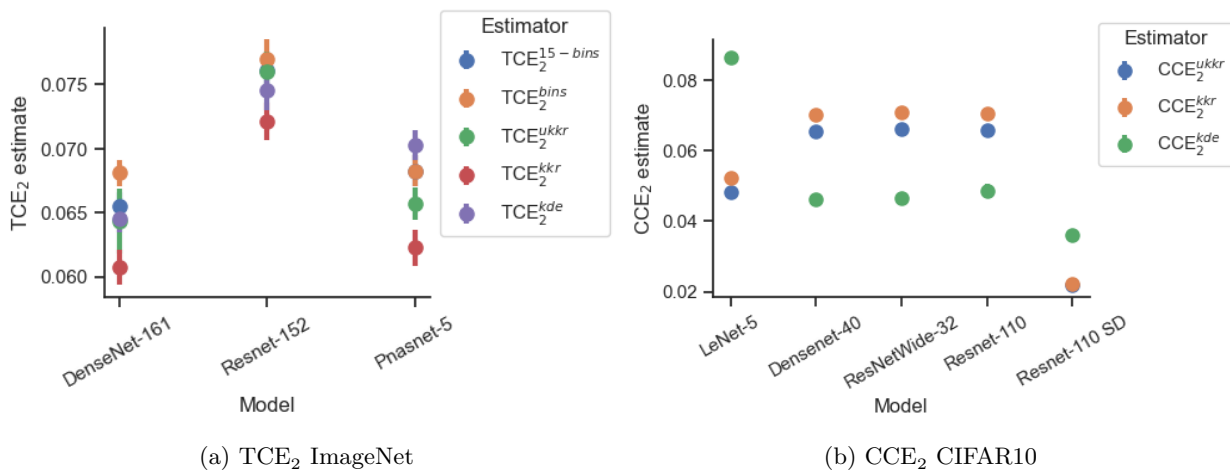 Estimator
TCE₂^{15−bins}
TCE₂^{bins}
TCE₂^{ukkr}
TCE₂^{kkr}
TCE₂^{kde}
TCE₂ estimate
0.075
0.070
0.065
0.060
DenseNet-161
Resnet-152
Pnasnet-5
Model
(a) TCE₂ ImageNet
Estimator
CCE₂^{ukkr}
CCE₂^{kkr}
CCE₂^{kde}
CCE₂ estimate
0.08
0.06
0.04
0.02
LeNet-5
Densenet-40
ResNetWide-32
Resnet-110
Resnet-110 SD
Model
(b) CCE₂ CIFAR10